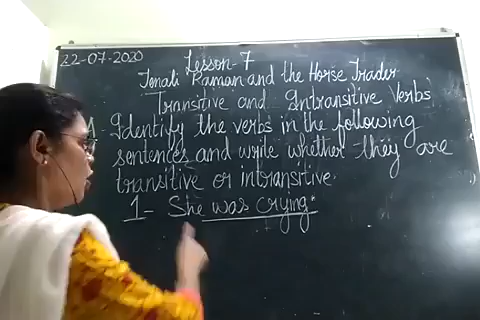 22-07-2020
Lesson-7
Tenali Raman and the Horse Trader
Transitive and Intransitive Verbs
A- Identify the verbs in the following
sentences and write whether they are
transitive or intransitive.
1- She was crying.